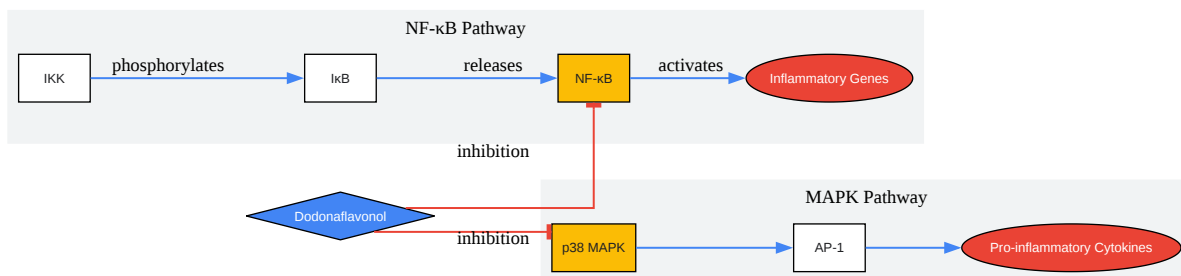 NF-κB Pathway
IKK
phosphorylates
IκB
releases
NF-κB
activates
Inflammatory Genes
inhibition
Dodonaflavonol
inhibition
MAPK Pathway
p38 MAPK
AP-1
Pro-inflammatory Cytokines